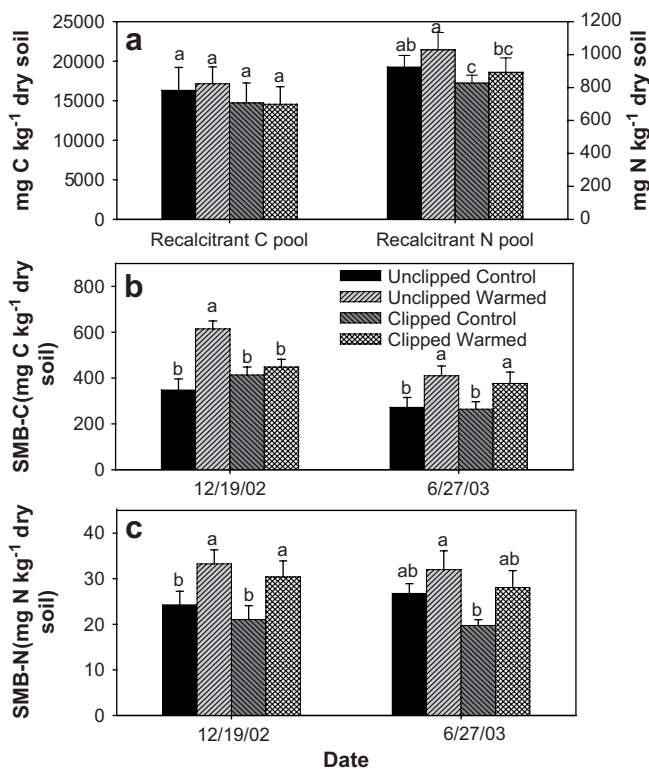 a
25000
20000
15000
10000
5000
0
mg C kg-1 dry soil
a a a a
ab a c bc
1200
1000
800
600
400
200
0
mg N kg-1 dry soil
Recalcitrant C pool Recalcitrant N pool
b
800
600
400
200
0
SMB-C(mg C kg-1 dry
soil)
Unclipped Control
Unclipped Warmed
Clipped Control
Clipped Warmed
b a b b
b a b a
12/19/02 6/27/03
c
40
30
20
10
0
SMB-N(mg N kg-1 dry
soil)
b a b a
ab a b ab
12/19/02 6/27/03
Date